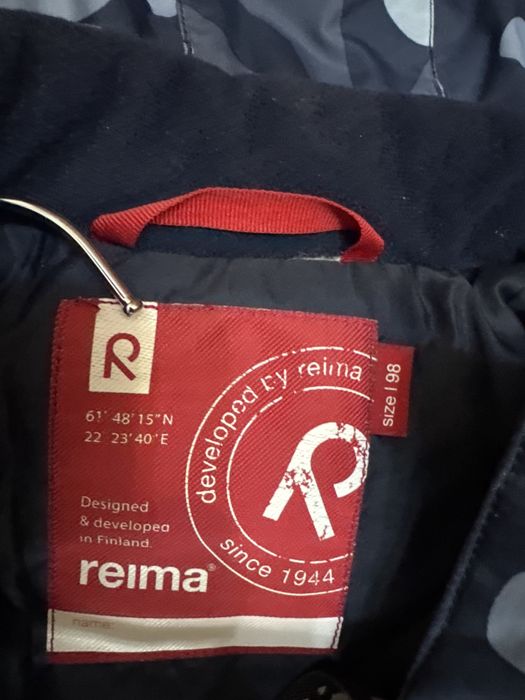 R
61° 48' 15" N
22° 23' 40" E
Designed
& developed
in Finland.
reima®
name:
developed by reima
R
since 1944
size | 98